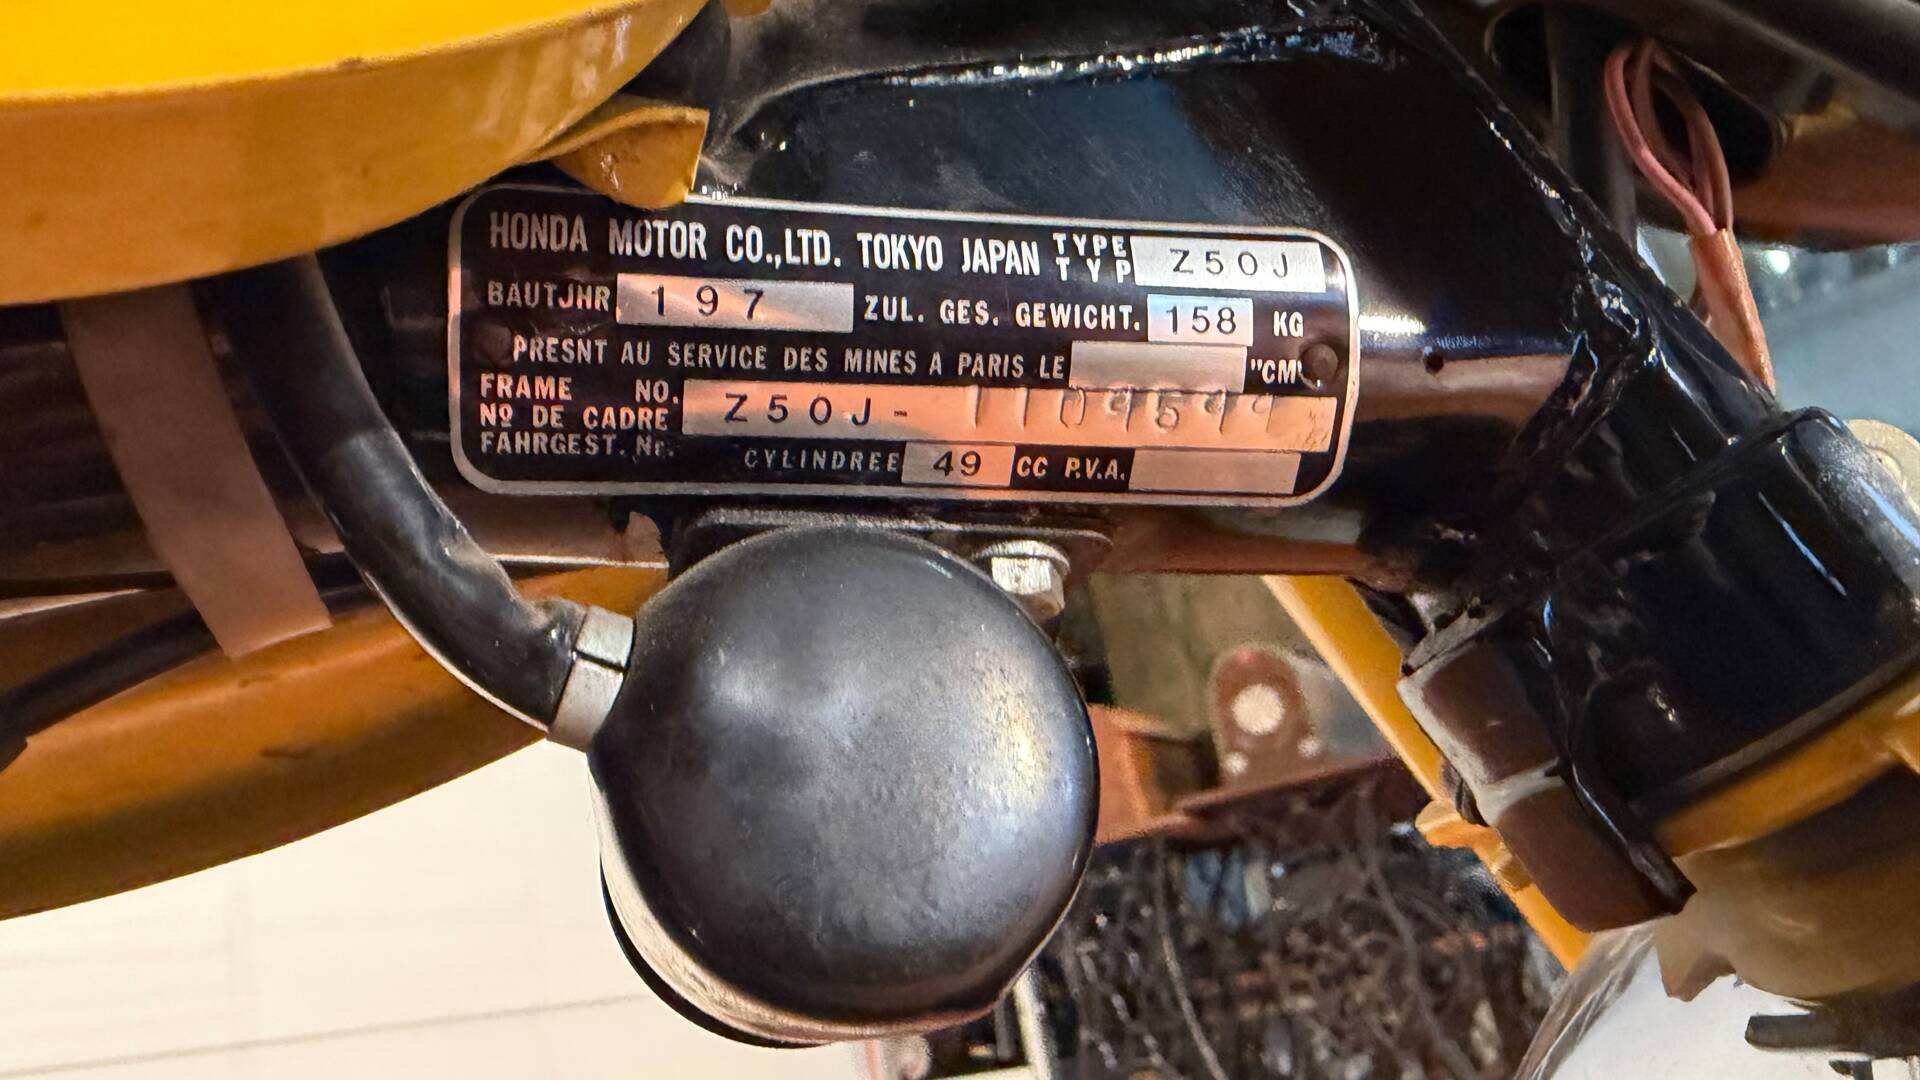 HONDA MOTOR CO.,LTD. TOKYO JAPAN TYPE TYP Z50J
BAUTJHR. 197 ZUL. GES. GEWICHT. 158 KG
PRESNT AU SERVICE DES MINES A PARIS LE "CM"
FRAME NO. Nº DE CADRE FAHRGEST. Nr. Z50J-
CYLINDREE 49 CC P.V.A.